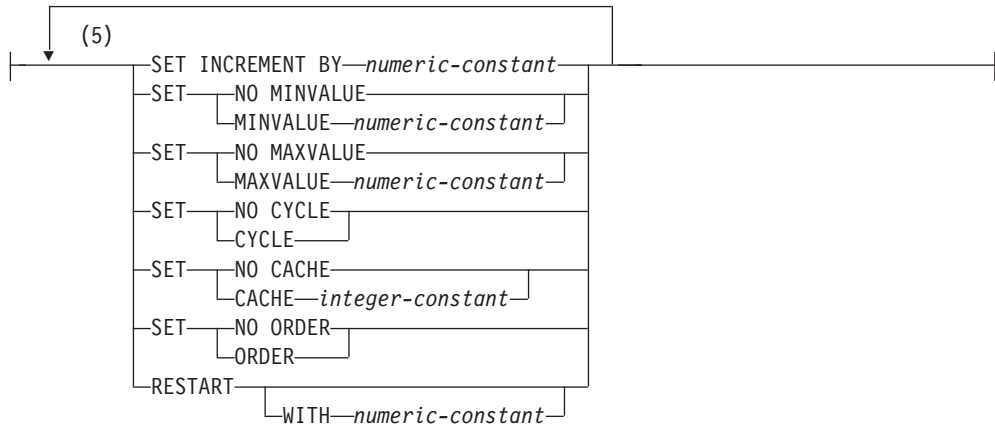 (5)
SET INCREMENT BY numeric-constant
SET NO MINVALUE
MINVALUE numeric-constant
SET NO MAXVALUE
MAXVALUE numeric-constant
SET NO CYCLE
CYCLE
SET NO CACHE
CACHE integer-constant
SET NO ORDER
ORDER
RESTART
WITH numeric-constant